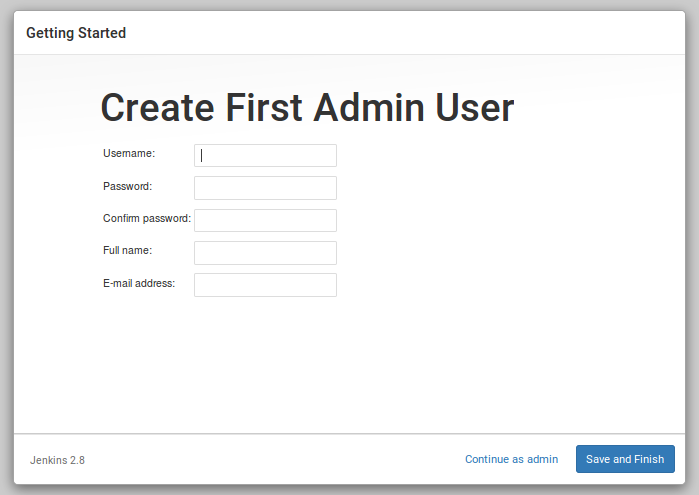 Getting Started
Create First Admin User
Username:
Password:
Confirm password:
Full name:
E-mail address:
Jenkins 2.8
Continue as admin
Save and Finish